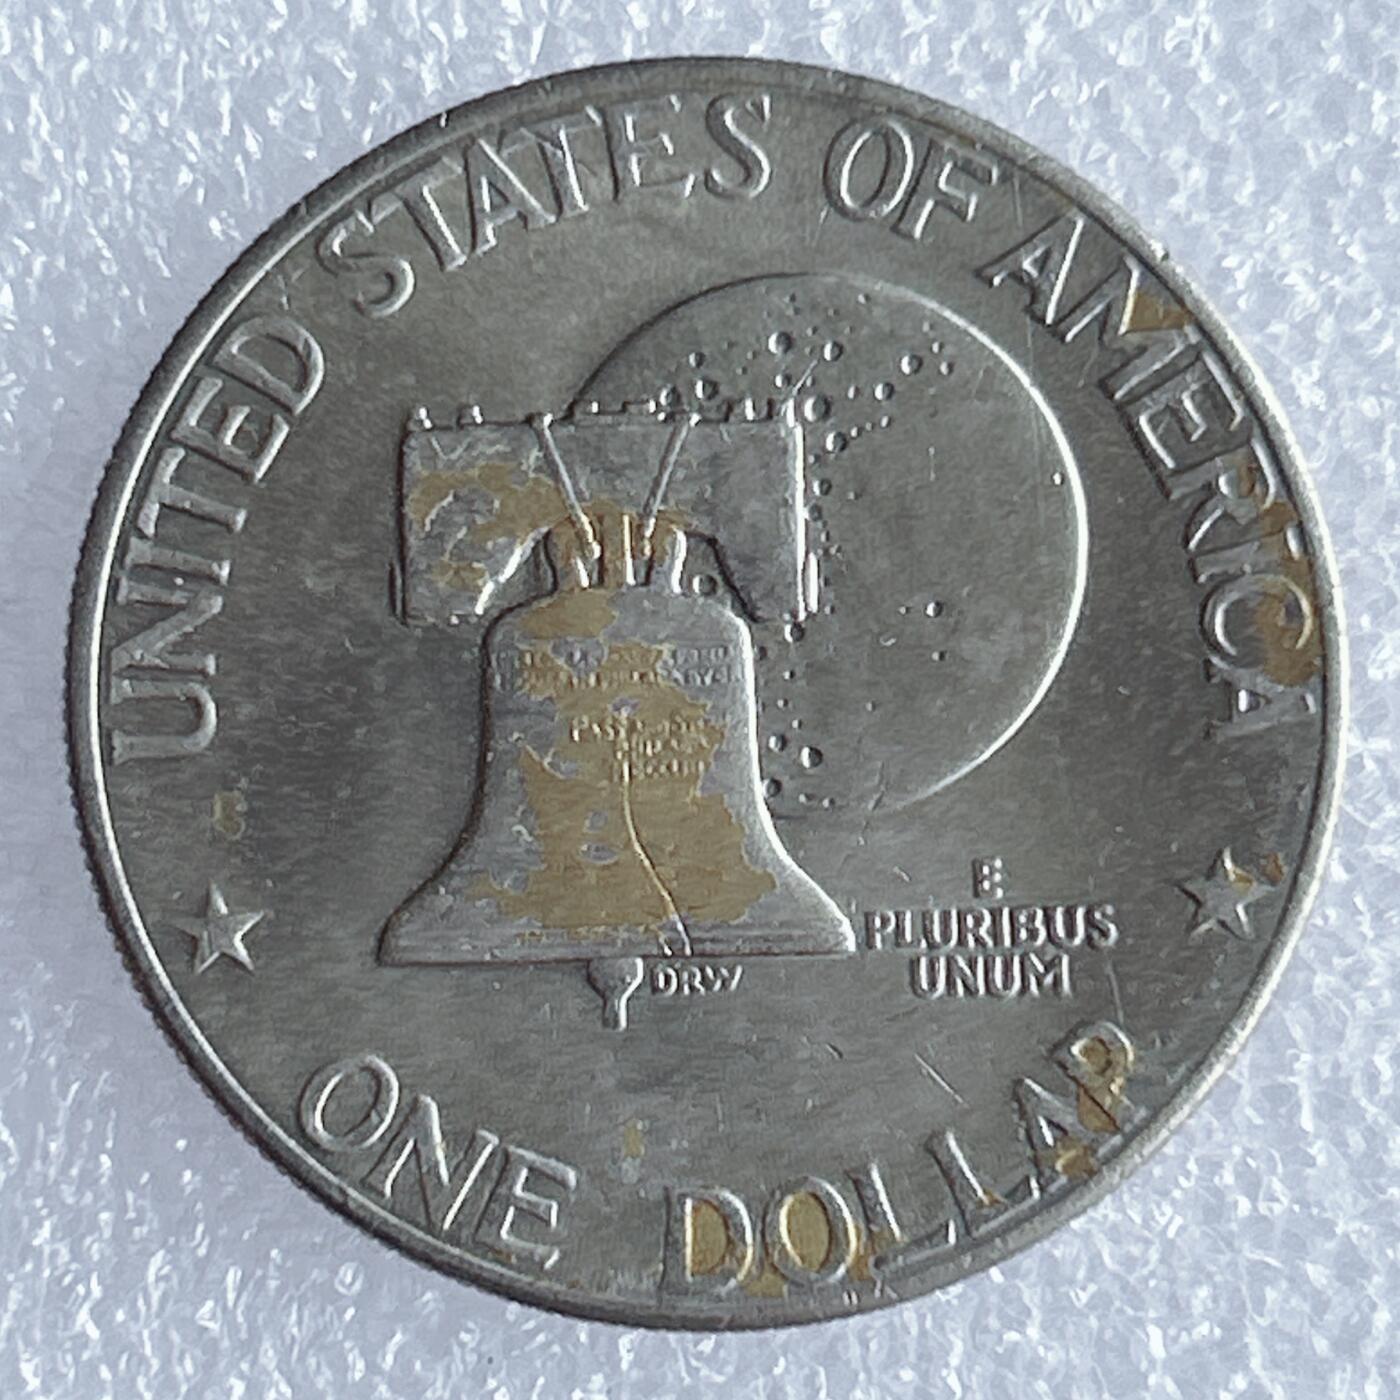 UNITED STATES OF AMERICA
E
PLURIBUS
UNUM
DRW
ONE DOLLAR